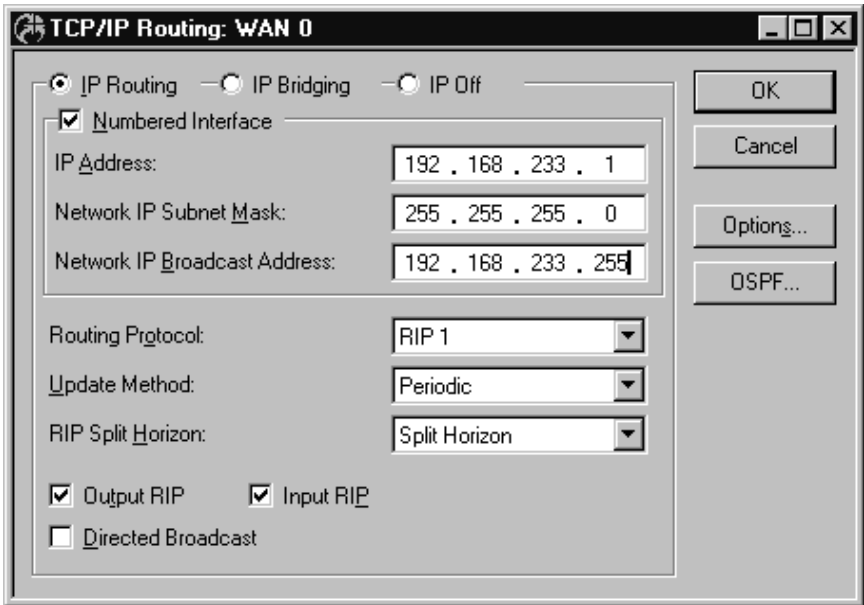 TCP/IP Routing: WAN 0
IP Routing IP Bridging IP Off
OK
Numbered Interface
Cancel
IP Address: 192 . 168 . 233 . 1
Network IP Subnet Mask: 255 . 255 . 255 . 0
Options...
Network IP Broadcast Address: 192 . 168 . 233 . 255
OSPF...
Routing Protocol: RIP 1
Update Method: Periodic
RIP Split Horizon: Split Horizon
Output RIP Input RIP
Directed Broadcast